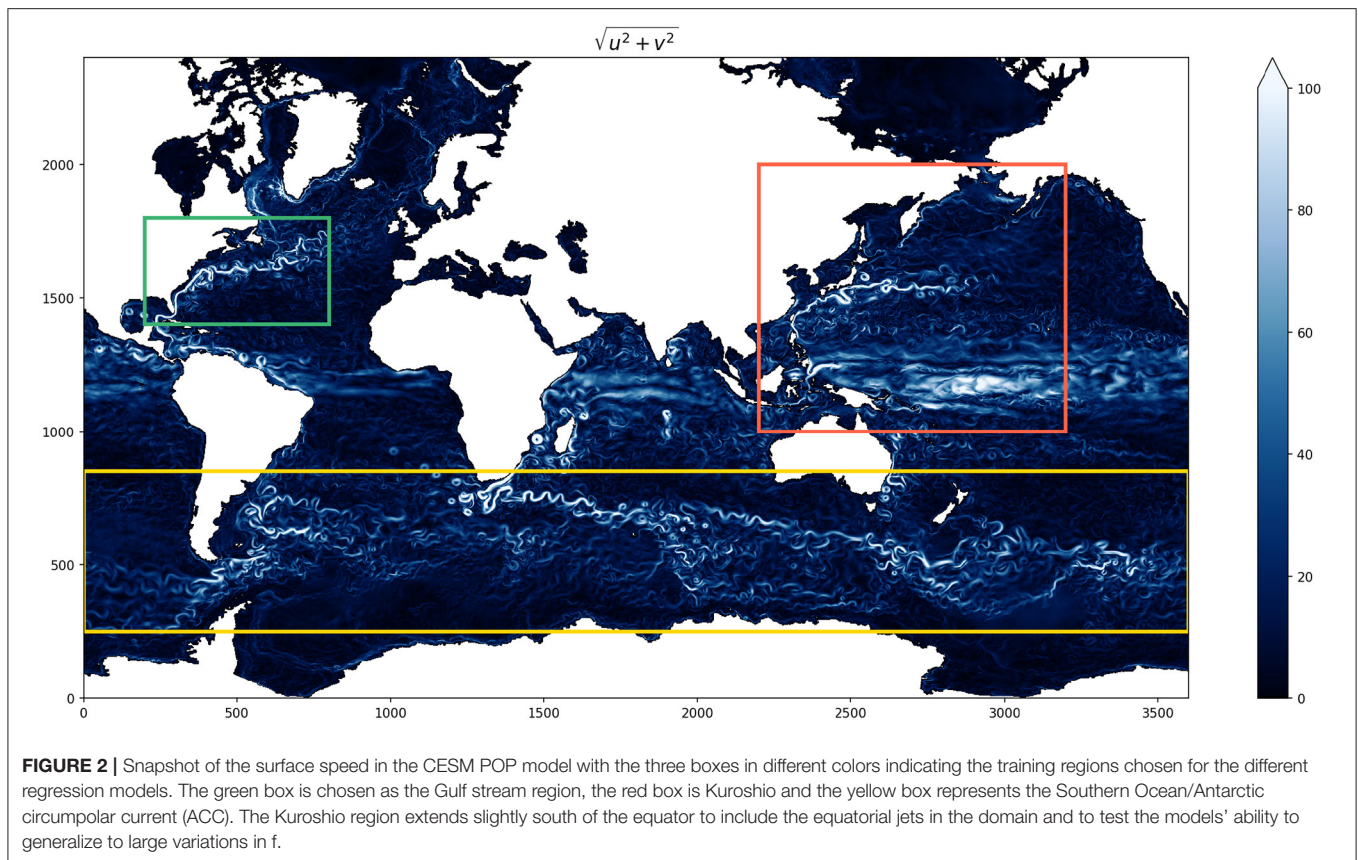 √u² + v²
100
80
60
40
20
0
2000
1500
1000
500
0
0 500 1000 1500 2000 2500 3000 3500
FIGURE 2 | Snapshot of the surface speed in the CESM POP model with the three boxes in different colors indicating the training regions chosen for the different
regression models. The green box is chosen as the Gulf stream region, the red box is Kuroshio and the yellow box represents the Southern Ocean/Antarctic
circumpolar current (ACC). The Kuroshio region extends slightly south of the equator to include the equatorial jets in the domain and to test the models' ability to
generalize to large variations in f.